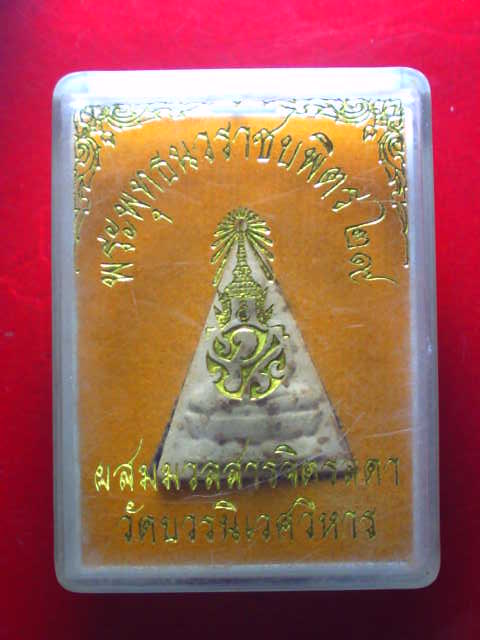 พระพุทธนวราชบพิตร ๒๙
ผสมมวลสารจิตรลดา
วัดบวรนิเวศวิหาร